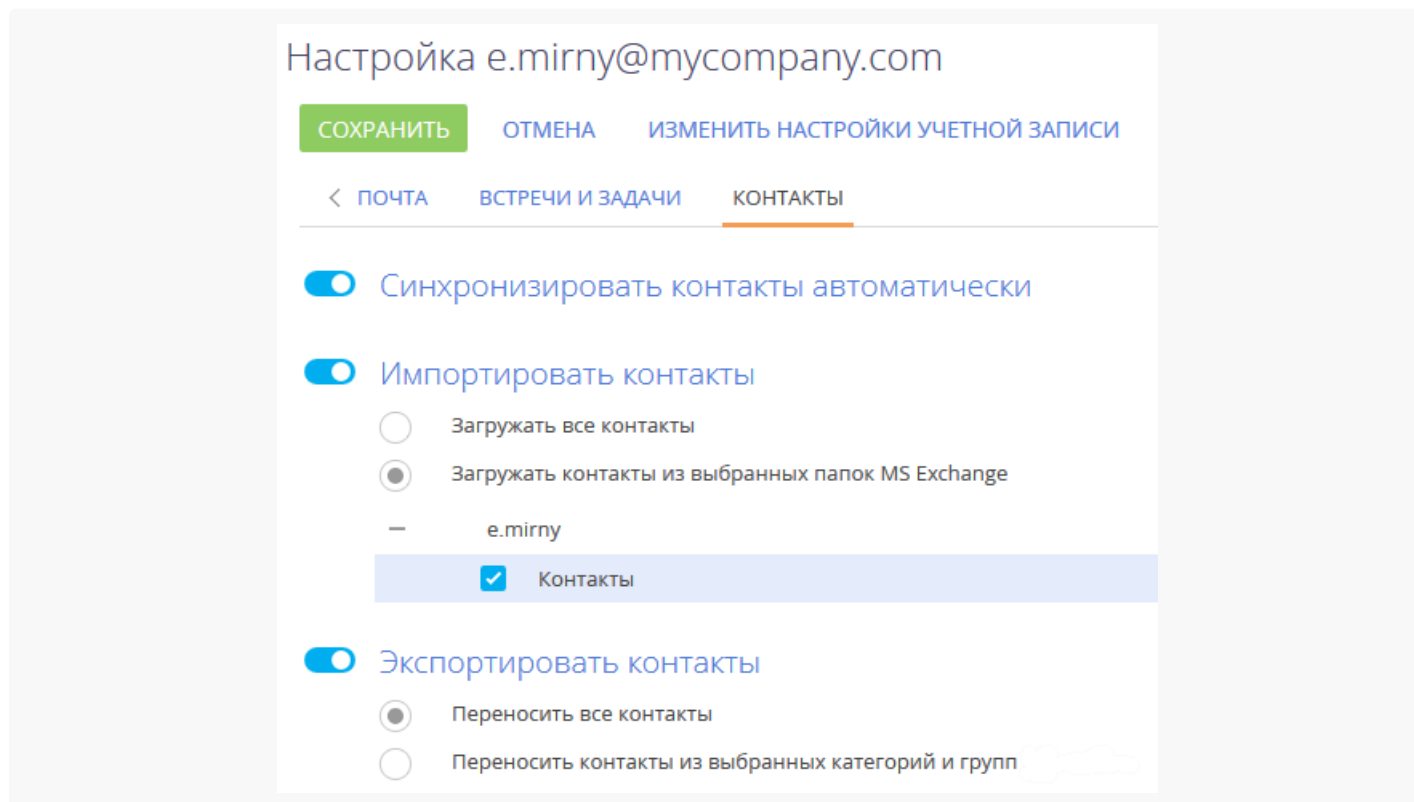 Настройка e.mirny@mycompany.com
СОХРАНИТЬ ОТМЕНА ИЗМЕНИТЬ НАСТРОЙКИ УЧЕТНОЙ ЗАПИСИ
ПОЧТА ВСТРЕЧИ И ЗАДАЧИ КОНТАКТЫ
Синхронизировать контакты автоматически
Импортировать контакты
Загружать все контакты
Загружать контакты из выбранных папок MS Exchange
e.mirny
Контакты
Экспортировать контакты
Переносить все контакты
Переносить контакты из выбранных категорий и групп